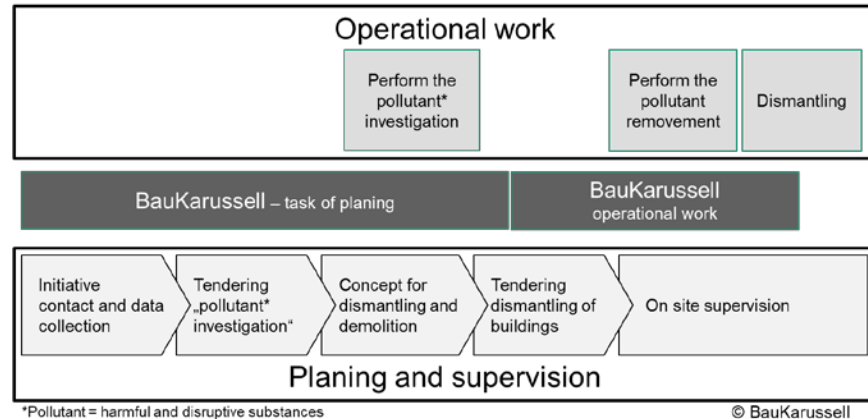 Operational work
Perform the
pollutant*
investigation
Perform the
pollutant
removement
Dismantling
BauKarussell – task of planing
BauKarussell
operational work
Initiative
contact and data
collection
Tendering
„pollutant*
investigation“
Concept for
dismantling and
demolition
Tendering
dismantling of
buildings
On site supervision
Planing and supervision
*Pollutant = harmful and disruptive substances
© BauKarussell